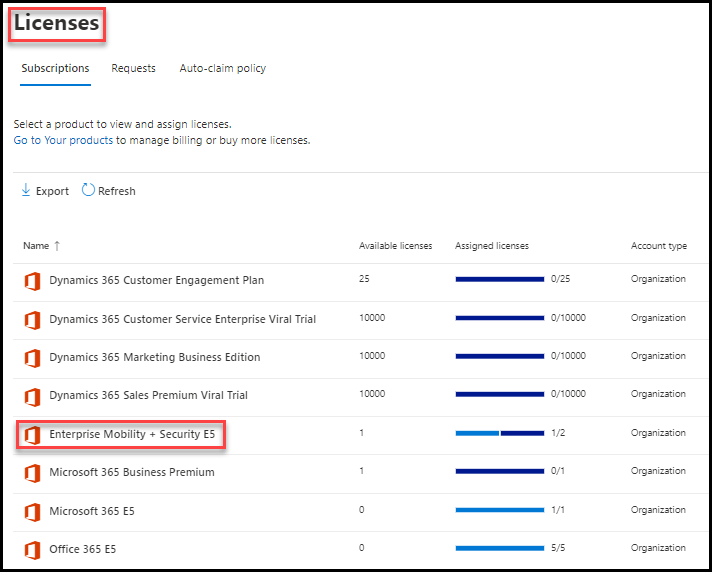 Licenses
Subscriptions Requests Auto-claim policy
Select a product to view and assign licenses.
Go to Your products to manage billing or buy more licenses.
Export Refresh
Name ↑ Available licenses Assigned licenses Account type
Dynamics 365 Customer Engagement Plan 25 0/25 Organization
Dynamics 365 Customer Service Enterprise Viral Trial 10000 0/10000 Organization
Dynamics 365 Marketing Business Edition 10000 0/10000 Organization
Dynamics 365 Sales Premium Viral Trial 10000 0/10000 Organization
Enterprise Mobility + Security E5 1 1/2 Organization
Microsoft 365 Business Premium 1 0/1 Organization
Microsoft 365 E5 0 1/1 Organization
Office 365 E5 0 5/5 Organization